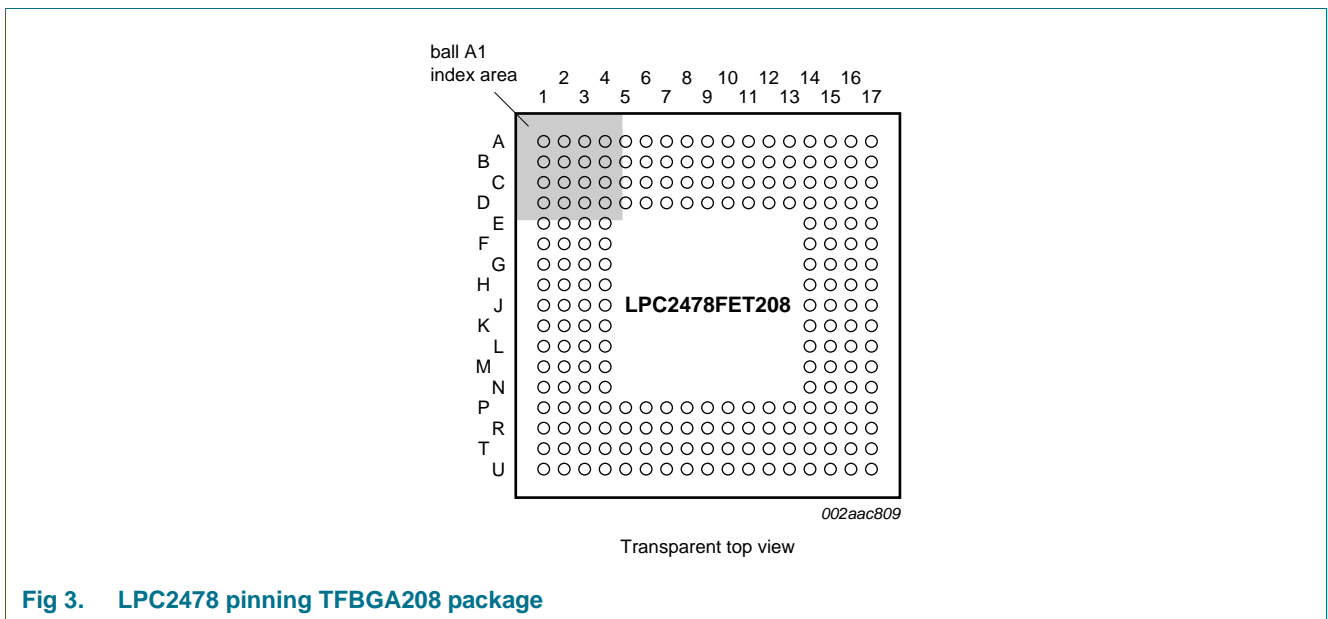 ball A1
index area
2 4 6 8 10 12 14 16
1 3 5 7 9 11 13 15 17
A
B
C
D
E
F
G
H
J
K
L
M
N
P
R
T
U
LPC2478FET208
002aac809
Transparent top view
Fig 3. LPC2478 pinning TFBGA208 package